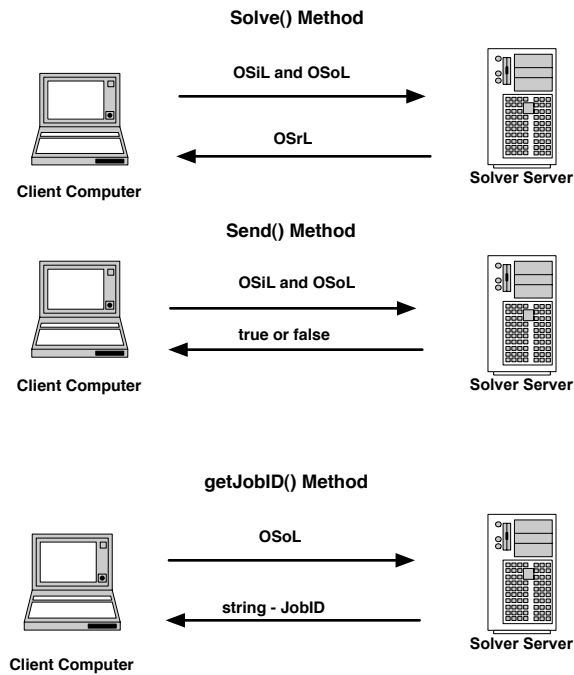 Solve() Method
OSiL and OSoL
OSrL
Client Computer
Solver Server
Send() Method
OSiL and OSoL
true or false
Client Computer
Solver Server
getJobID() Method
OSoL
string - JobID
Client Computer
Solver Server